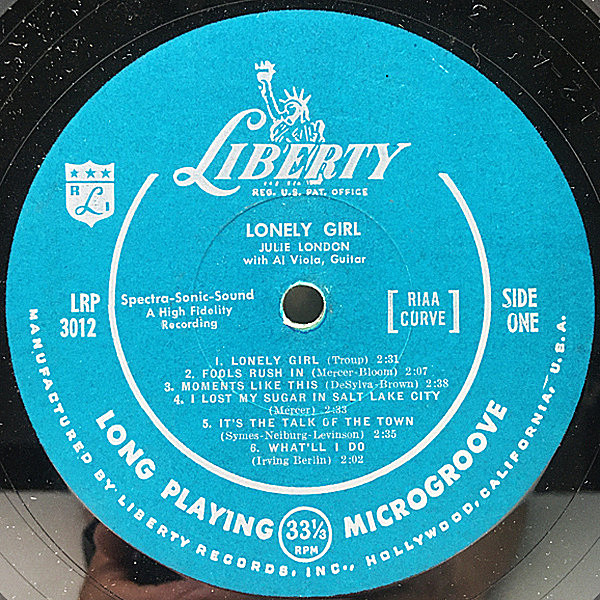 LIBERTY
REG. U.S. PAT. OFFICE
R L I
LONELY GIRL
JULIE LONDON
with Al Viola, Guitar
LRP
3012
Spectra-Sonic-Sound
A High Fidelity
Recording
[RIAA
CURVE]
SIDE
ONE
1. LONELY GIRL (Troup) 2:31
2. FOOLS RUSH IN (Mercer-Bloom) 2:07
3. MOMENTS LIKE THIS (DeSylva-Brown) 2:38
4. I LOST MY SUGAR IN SALT LAKE CITY
(Mercer) 2:33
5. IT'S THE TALK OF THE TOWN
(Symes-Neiburg-Levinson) 2:35
6. WHAT'LL I DO
(Irving Berlin) 2:02
LONG PLAYING 33 1/3 RPM MICROGROOVE
MANUFACTURED BY LIBERTY RECORDS, INC., HOLLYWOOD, CALIFORNIA, U.S.A.